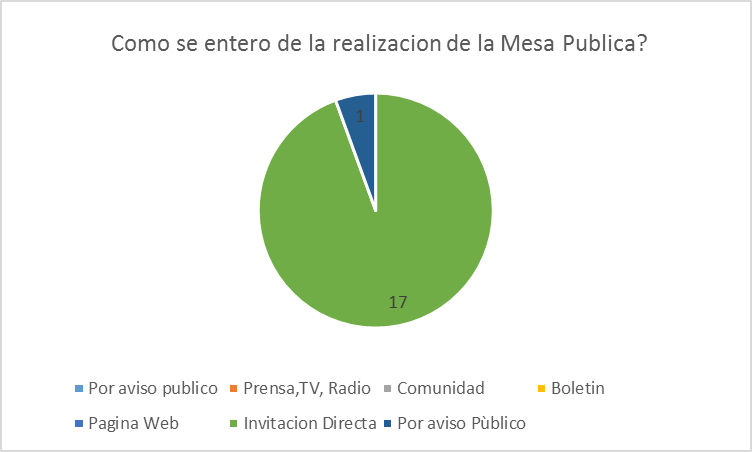 Como se entero de la realizacion de la Mesa Publica?
1
17
Por aviso publico Prensa,TV, Radio Comunidad Boletin
Pagina Web Invitacion Directa Por aviso Pùblico